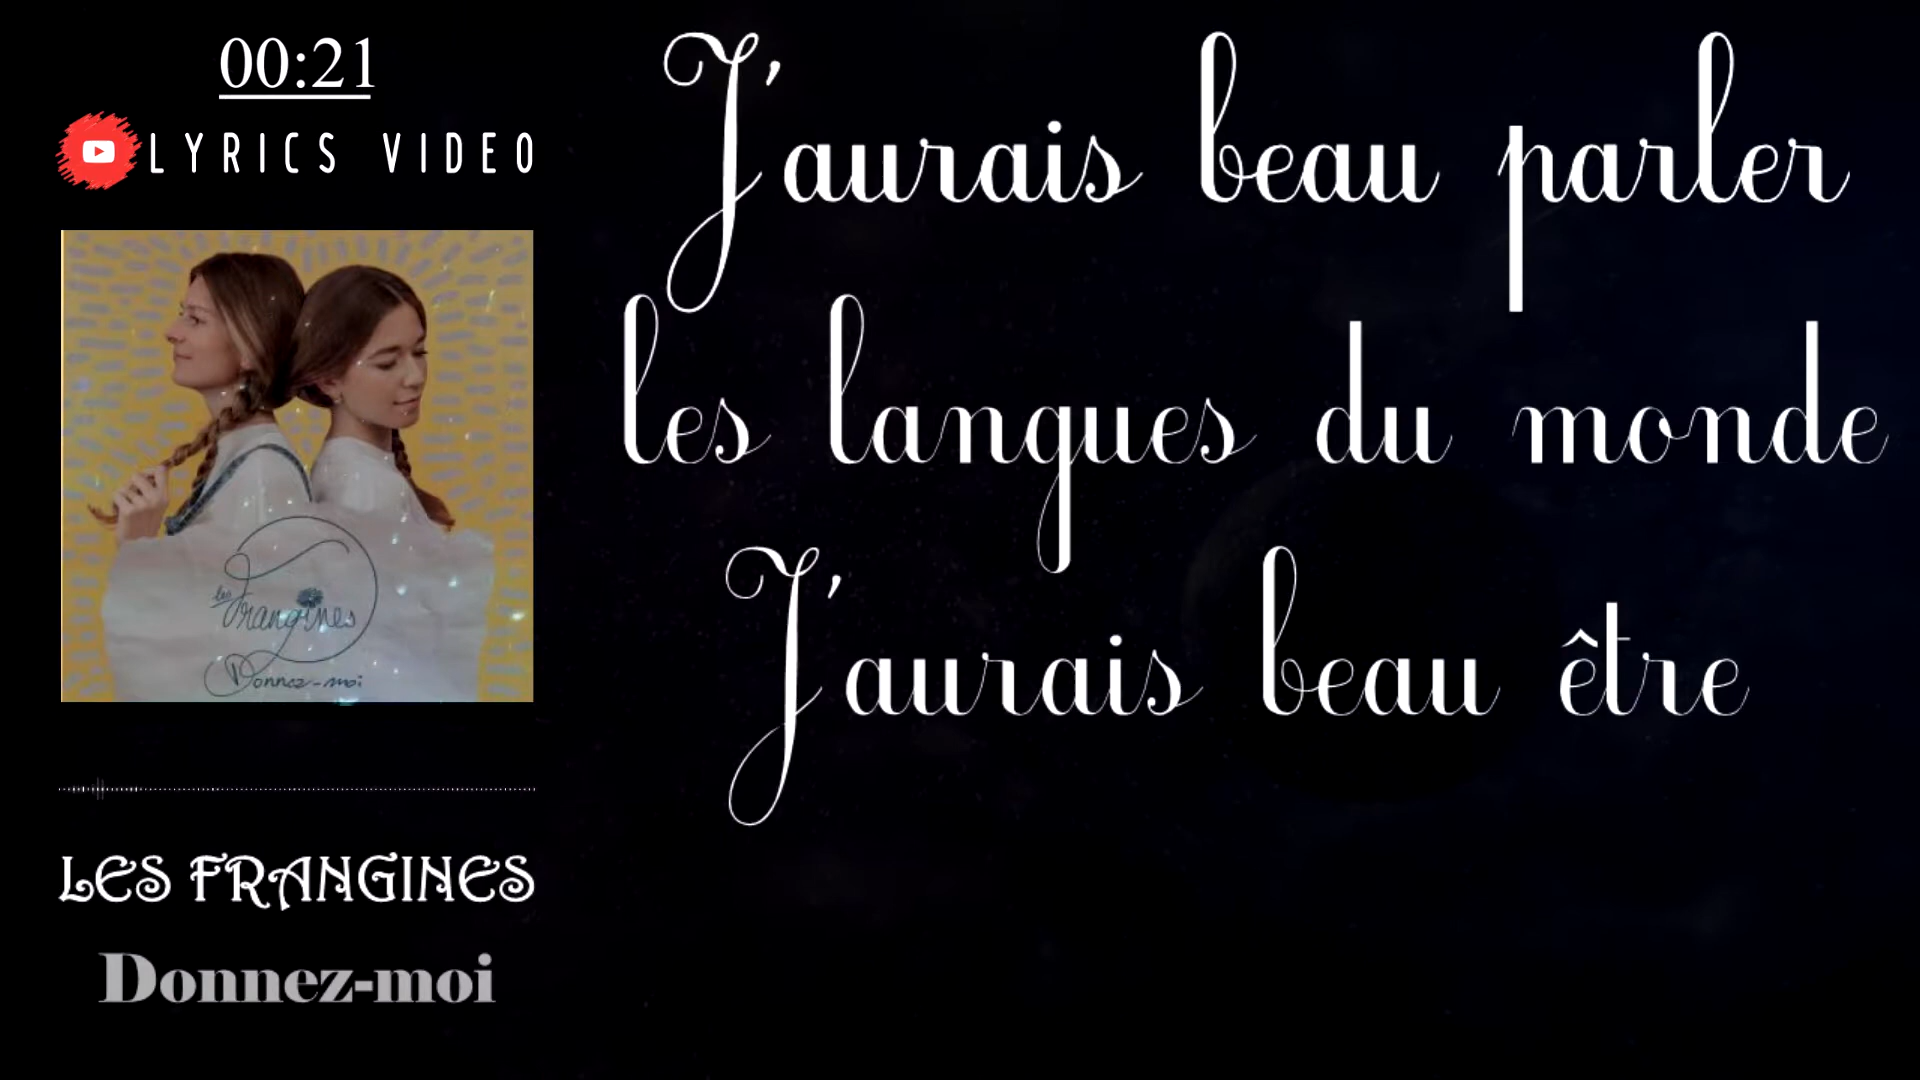 00:21
LYRICS VIDEO
les Frangines
Donnez-moi
LES FRANGINES
Donnez-moi
J'aurais beau parler
les langues du monde
J'aurais beau être